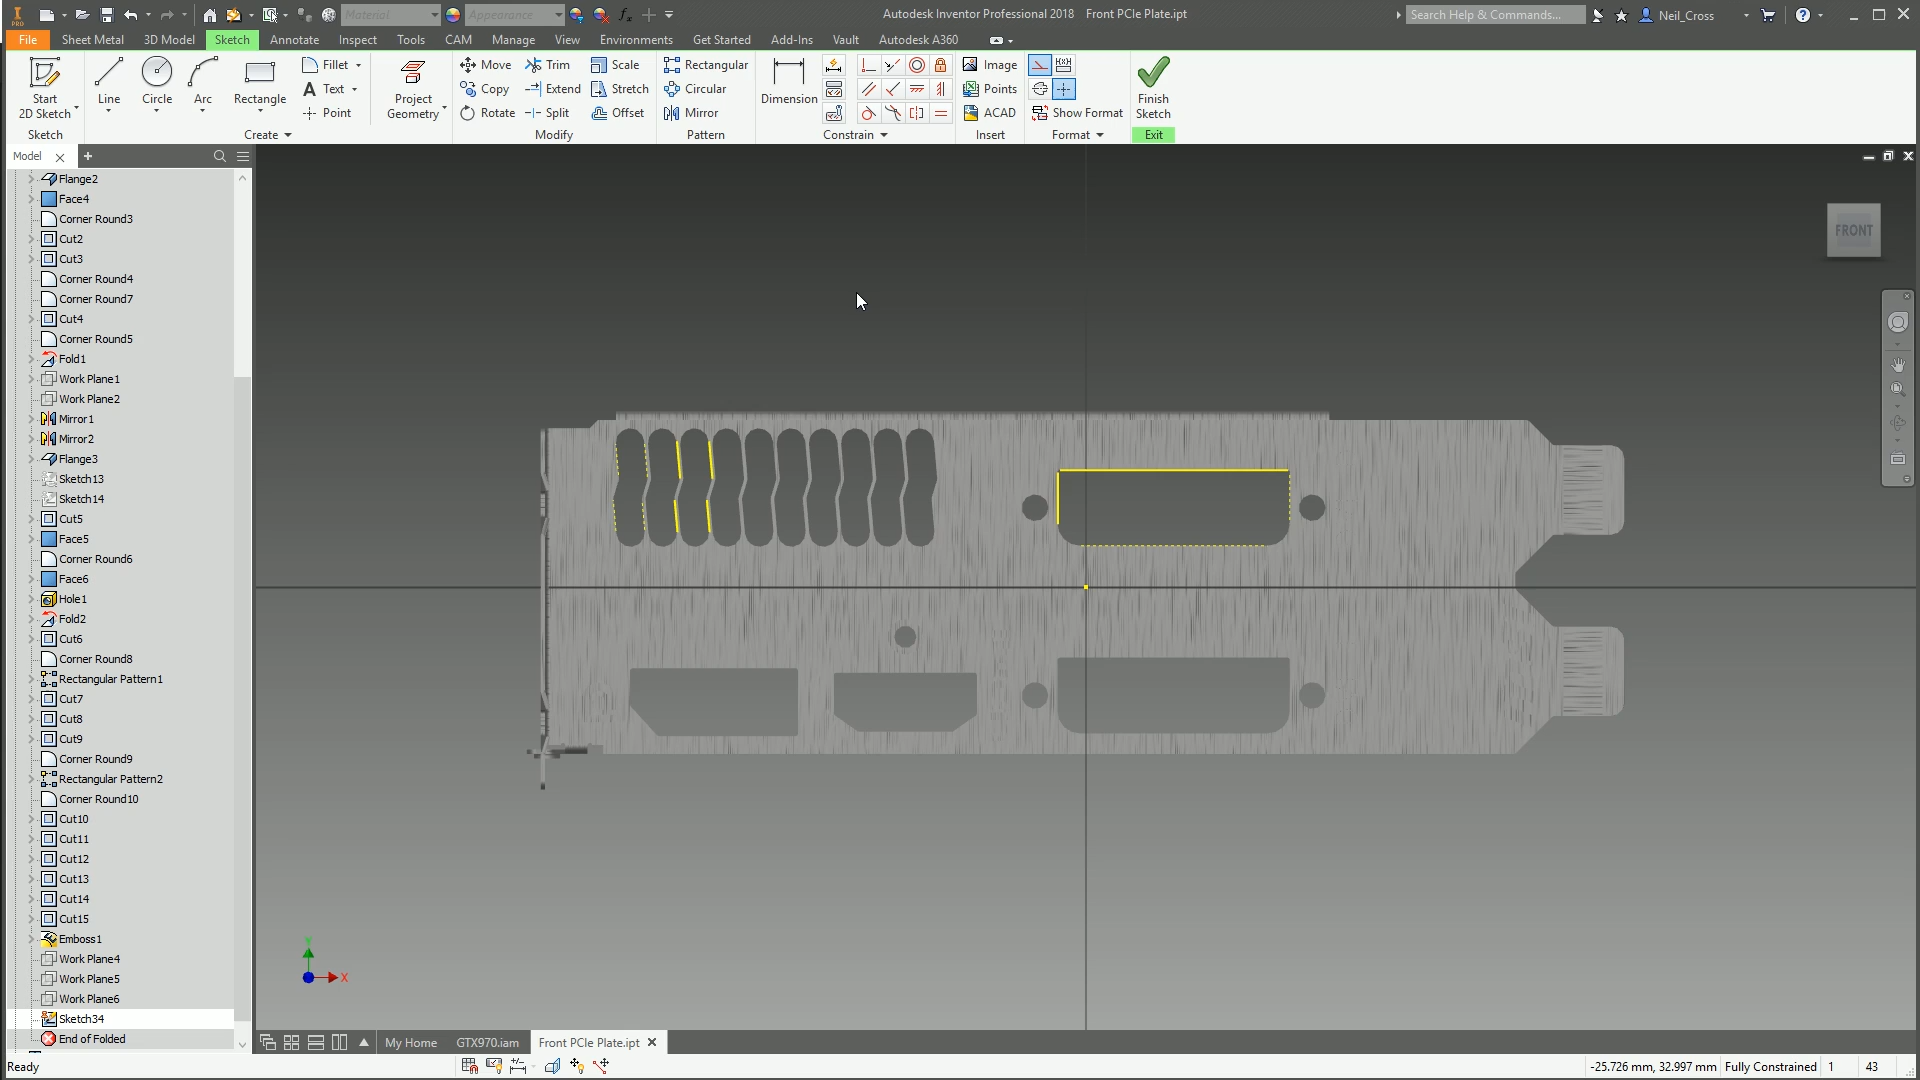 PRO
Material
Appearance
Autodesk Inventor Professional 2018 Front PCIe Plate.ipt
Search Help & Commands...
Neil_Cross
File Sheet Metal 3D Model Sketch Annotate Inspect Tools CAM Manage View Environments Get Started Add-Ins Vault Autodesk A360
Start
2D Sketch
Line Circle Arc Rectangle
Fillet
Text
Point
Project
Geometry
Move Trim Scale
Copy Extend Stretch
Rotate Split Offset
Rectangular
Circular
Mirror
Dimension
Image
Points
ACAD
Show Format
Finish
Sketch
Sketch Create Modify Pattern Constrain Insert Format Exit
Model
Flange2
Face4
Corner Round3
Cut2
Cut3
Corner Round4
Corner Round7
Cut4
Corner Round5
Fold1
Work Plane1
Work Plane2
Mirror1
Mirror2
Flange3
Sketch13
Sketch14
Cut5
Face5
Corner Round6
Face6
Hole1
Fold2
Cut6
Corner Round8
Rectangular Pattern1
Cut7
Cut8
Cut9
Corner Round9
Rectangular Pattern2
Corner Round10
Cut10
Cut11
Cut12
Cut13
Cut14
Cut15
Emboss1
Work Plane4
Work Plane5
Work Plane6
Sketch34
End of Folded
FRONT
Y
X
My Home GTX970.iam Front PCIe Plate.ipt
Ready
-25.726 mm, 32.997 mm Fully Constrained 1 43